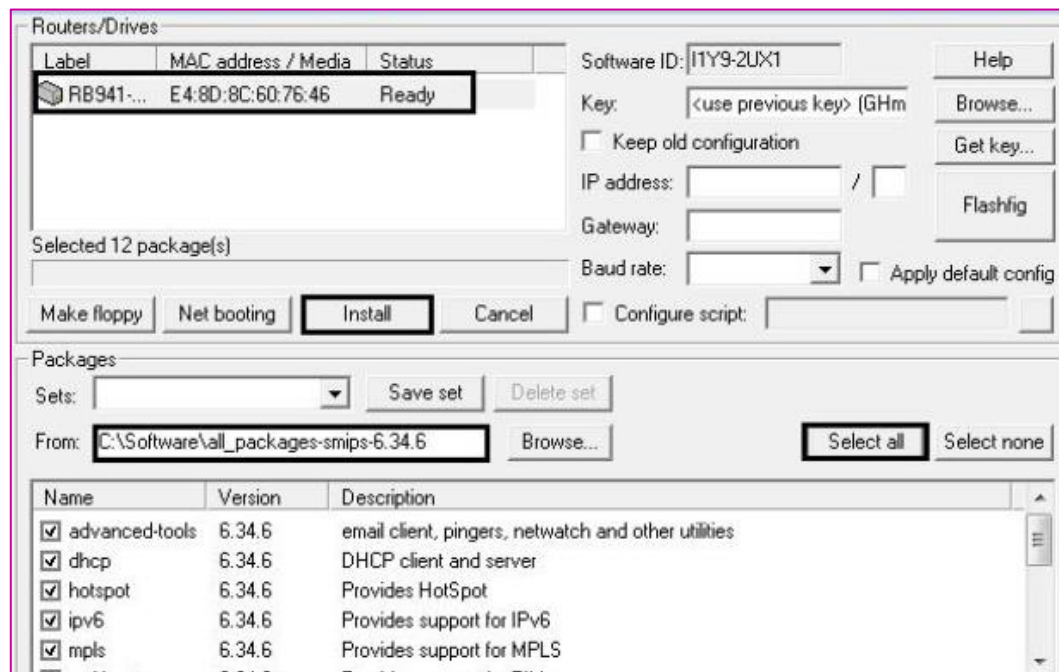 Routers/Drives
Label MAC address / Media Status
RB941-... E4:8D:8C:60:76:46 Ready
Selected 12 package(s)
Make floppy Net booting Install Cancel
Software ID: I1Y9-2UX1 Help
Key: <use previous key> (GHm Browse...
Keep old configuration Get key...
IP address: /
Flashfig
Gateway:
Baud rate: Apply default config
Configure script:
Packages
Sets: Save set Delete set
From: C:\Software\all_packages-smips-6.34.6 Browse... Select all Select none
Name Version Description
advanced-tools 6.34.6 email client, pingers, netwatch and other utilities
dhcp 6.34.6 DHCP client and server
hotspot 6.34.6 Provides HotSpot
ipv6 6.34.6 Provides support for IPv6
mpls 6.34.6 Provides support for MPLS